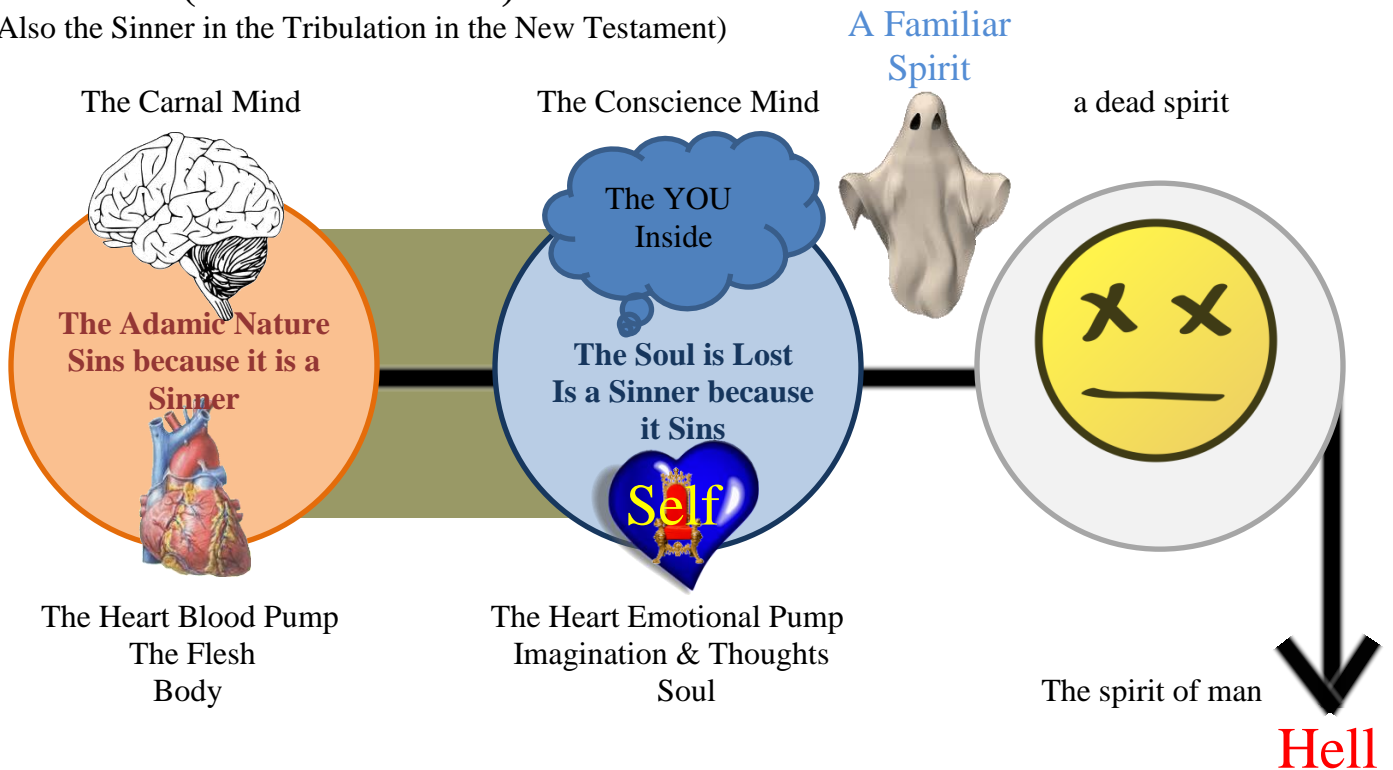 Also the Sinner in the Tribulation in the New Testament)
A Familiar
Spirit
The Carnal Mind
The Conscience Mind
a dead spirit
The YOU
Inside
The Adamic Nature
Sins because it is a
Sinner
The Soul is Lost
Is a Sinner because
it Sins
Self
The Heart Blood Pump
The Flesh
Body
The Heart Emotional Pump
Imagination & Thoughts
Soul
The spirit of man
Hell